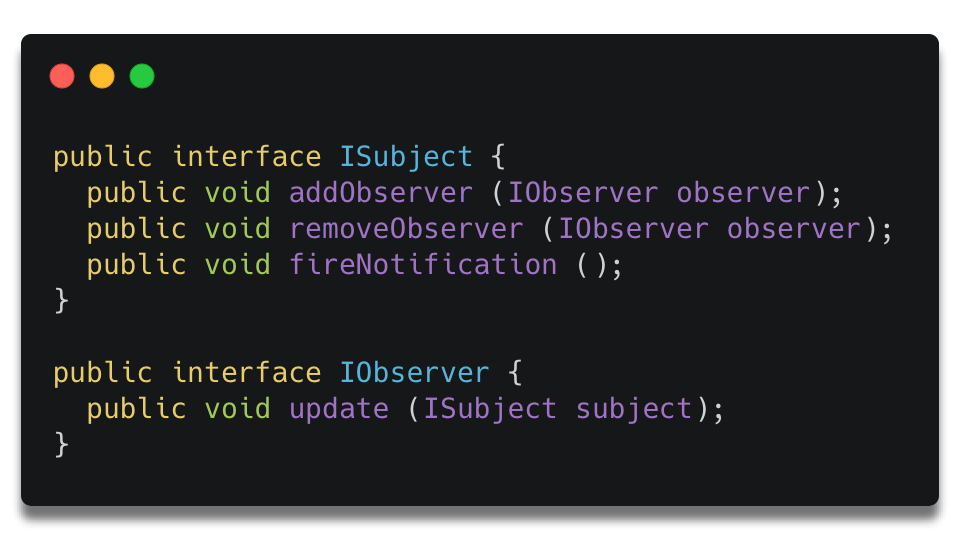 public interface ISubject {
  public void addObserver (IObserver observer);
  public void removeObserver (IObserver observer);
  public void fireNotification ();
}

public interface IObserver {
  public void update (ISubject subject);
}